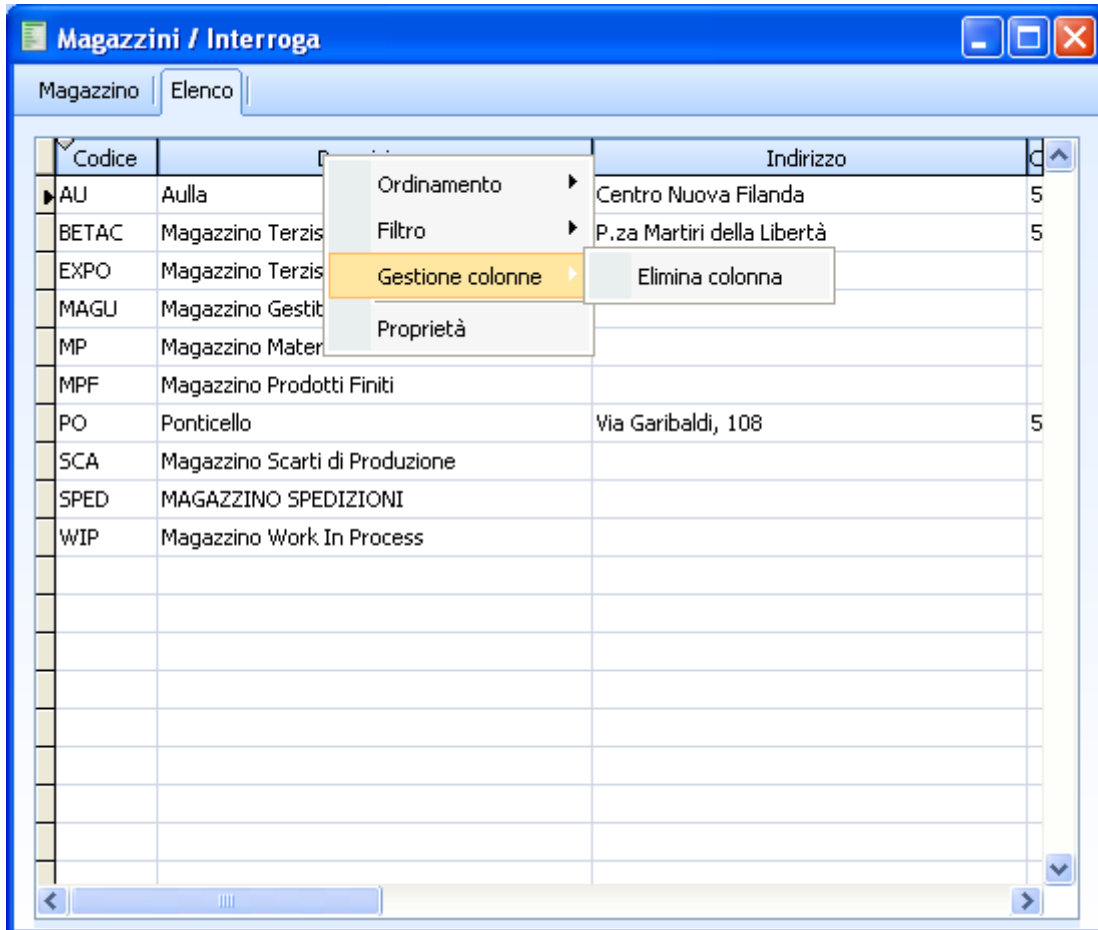 Magazzini / Interroga
Magazzino Elenco
Codice Indirizzo
AU Aulla Centro Nuova Filanda 5
BETAC Magazzino Terzis P.za Martiri della Libertà 5
EXPO Magazzino Terzis
MAGU Magazzino Gestit
MP Magazzino Mater
MPF Magazzino Prodotti Finiti
PO Ponticello Via Garibaldi, 108 5
SCA Magazzino Scarti di Produzione
SPED MAGAZZINO SPEDIZIONI
WIP Magazzino Work In Process
Ordinamento
Filtro
Gestione colonne
Elimina colonna
Proprietà